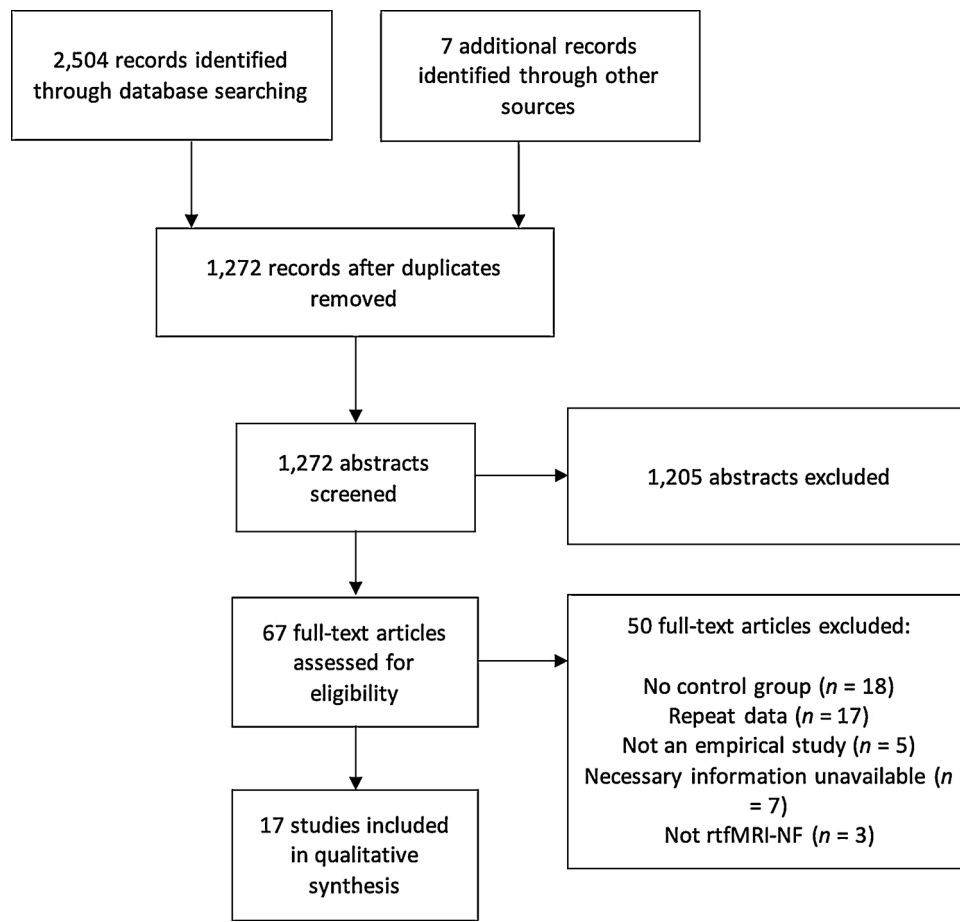 2,504 records identified
through database searching
7 additional records
identified through other
sources
1,272 records after duplicates
removed
1,272 abstracts
screened
1,205 abstracts excluded
67 full-text articles
assessed for
eligibility
50 full-text articles excluded:
No control group (n = 18)
Repeat data (n = 17)
Not an empirical study (n = 5)
Necessary information unavailable (n
= 7)
Not rtfMRI-NF (n = 3)
17 studies included
in qualitative
synthesis